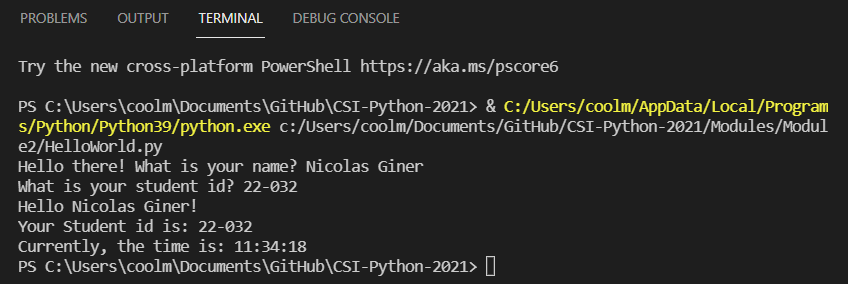 PROBLEMS OUTPUT TERMINAL DEBUG CONSOLE
Try the new cross-platform PowerShell https://aka.ms/pscore6
PS C:\Users\coolm\Documents\GitHub\CSI-Python-2021> & C:/Users/coolm/AppData/Local/Program
s/Python/Python39/python.exe c:/Users/coolm/Documents/GitHub/CSI-Python-2021/Modules/Modul
e2/HelloWorld.py
Hello there! What is your name? Nicolas Giner
What is your student id? 22-032
Hello Nicolas Giner!
Your Student id is: 22-032
Currently, the time is: 11:34:18
PS C:\Users\coolm\Documents\GitHub\CSI-Python-2021>